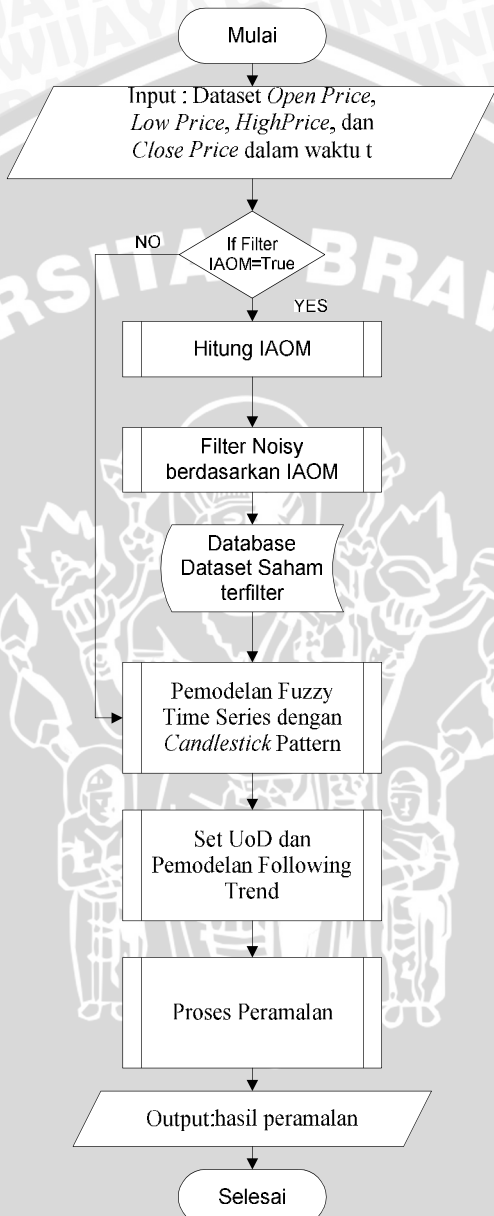 Mulai
Input : Dataset Open Price,
Low Price, HighPrice, dan
Close Price dalam waktu t
NO
If Filter
IAOM=True
YES
Hitung IAOM
Filter Noisy
berdasarkan IAOM
Database
Dataset Saham
terfilter
Pemodelan Fuzzy
Time Series dengan
Candlestick Pattern
Set UoD dan
Pemodelan Following
Trend
Proses Peramalan
Output:hasil peramalan
Selesai